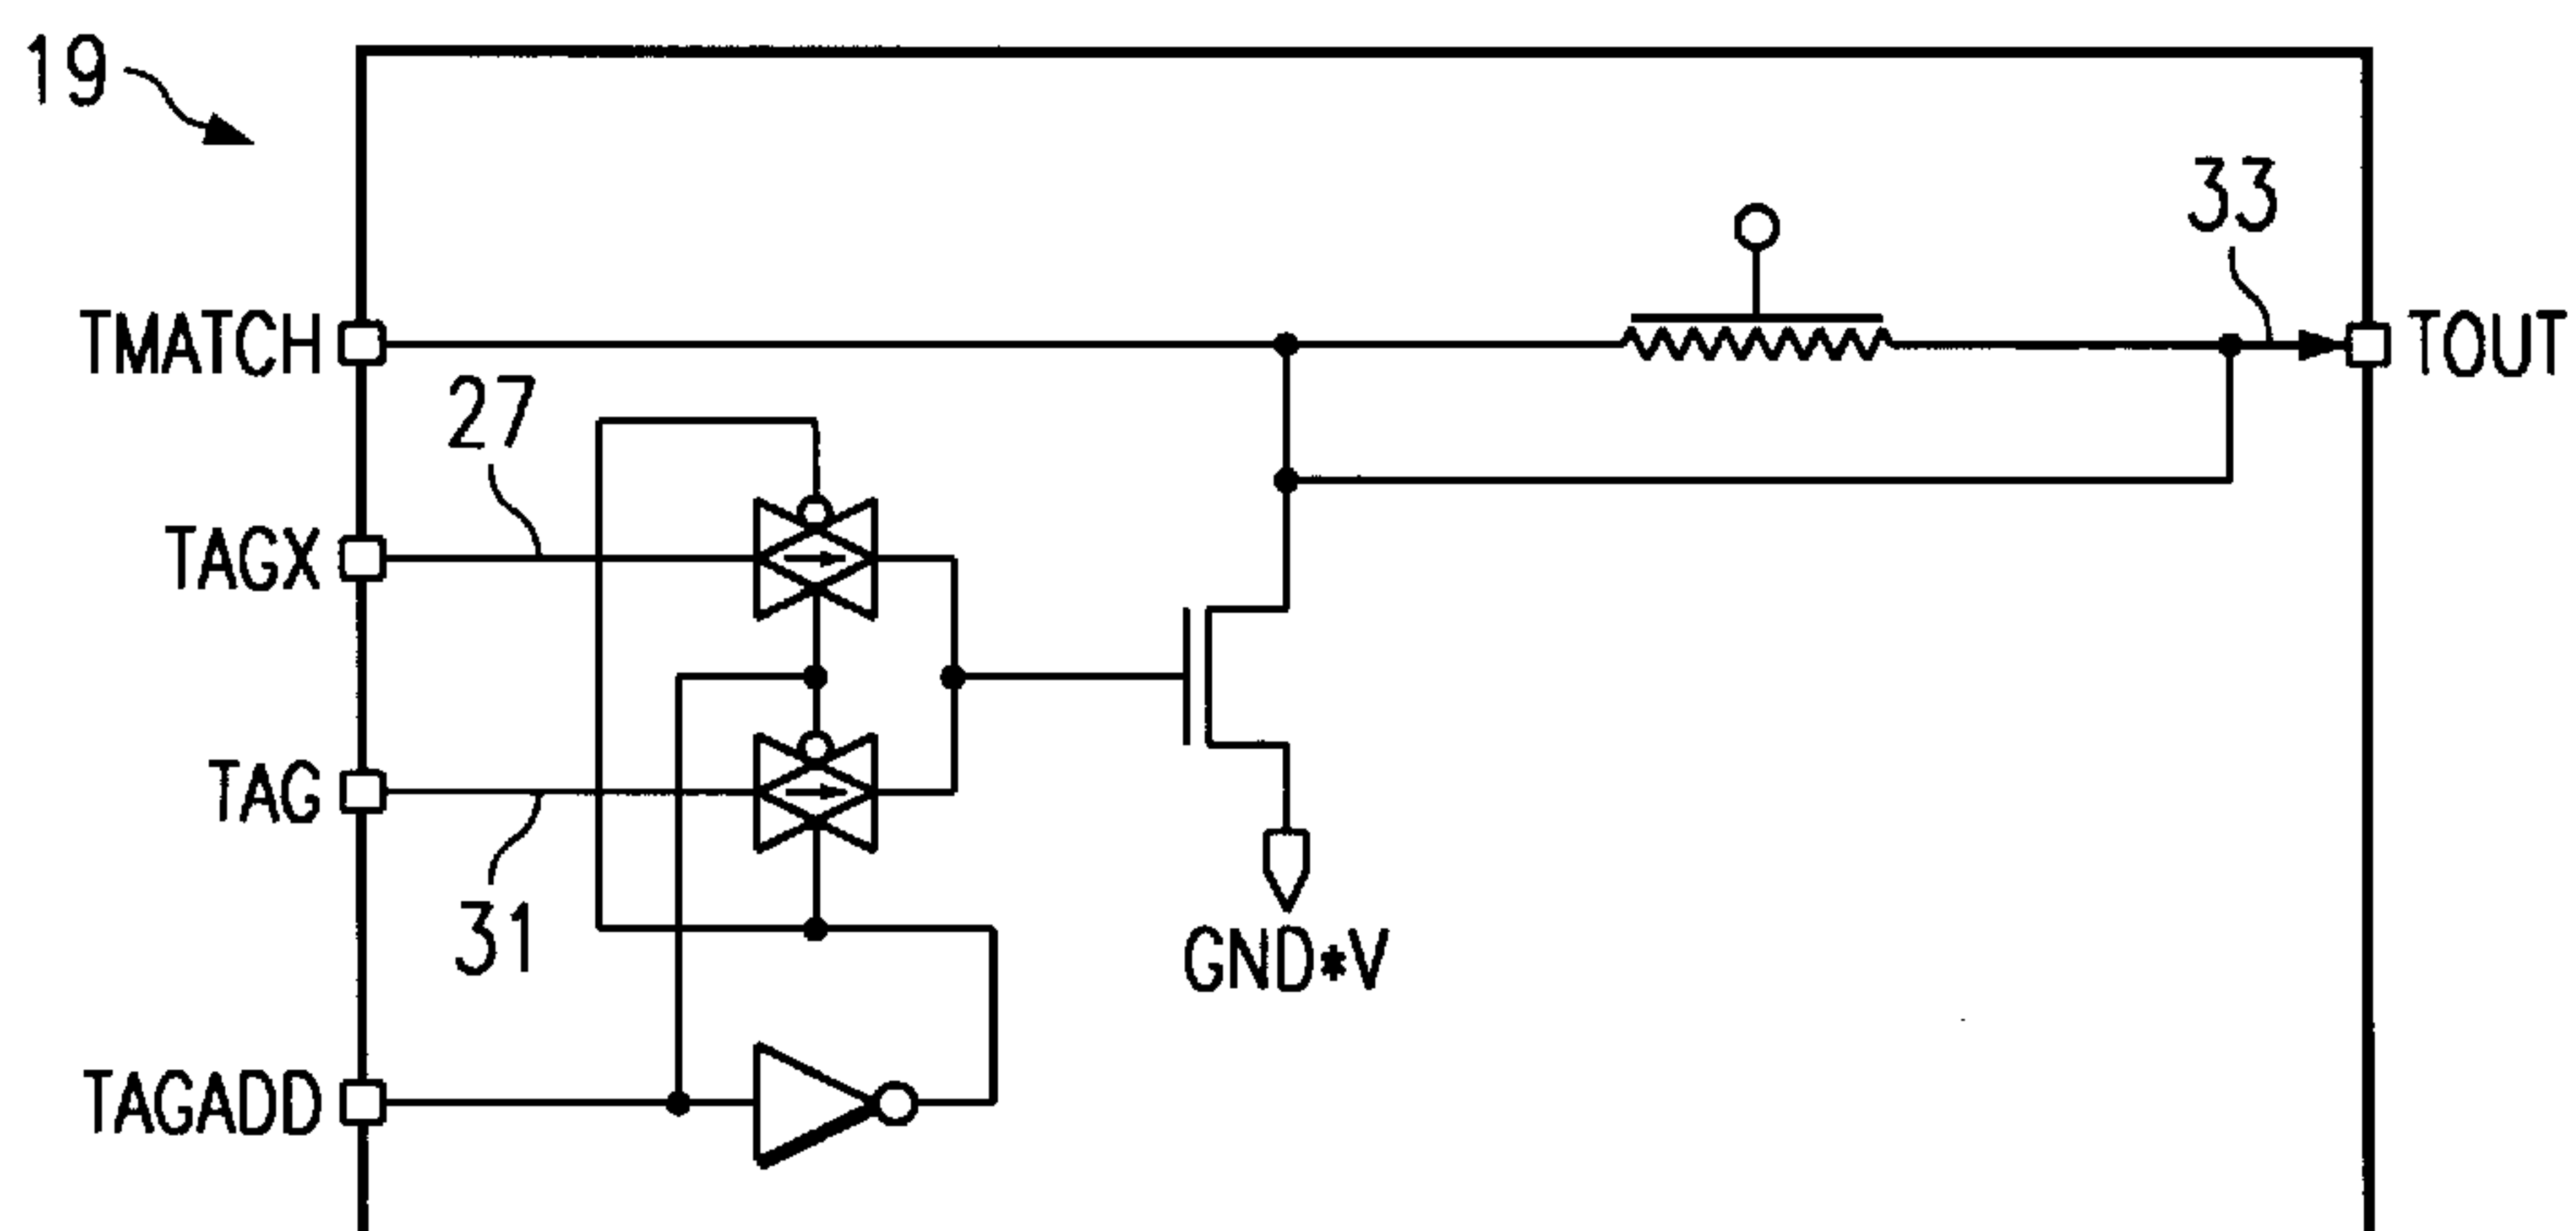 19
33
TMATCH
TOUT
27
TAGX
TAG
31
GND*V
TAGADD